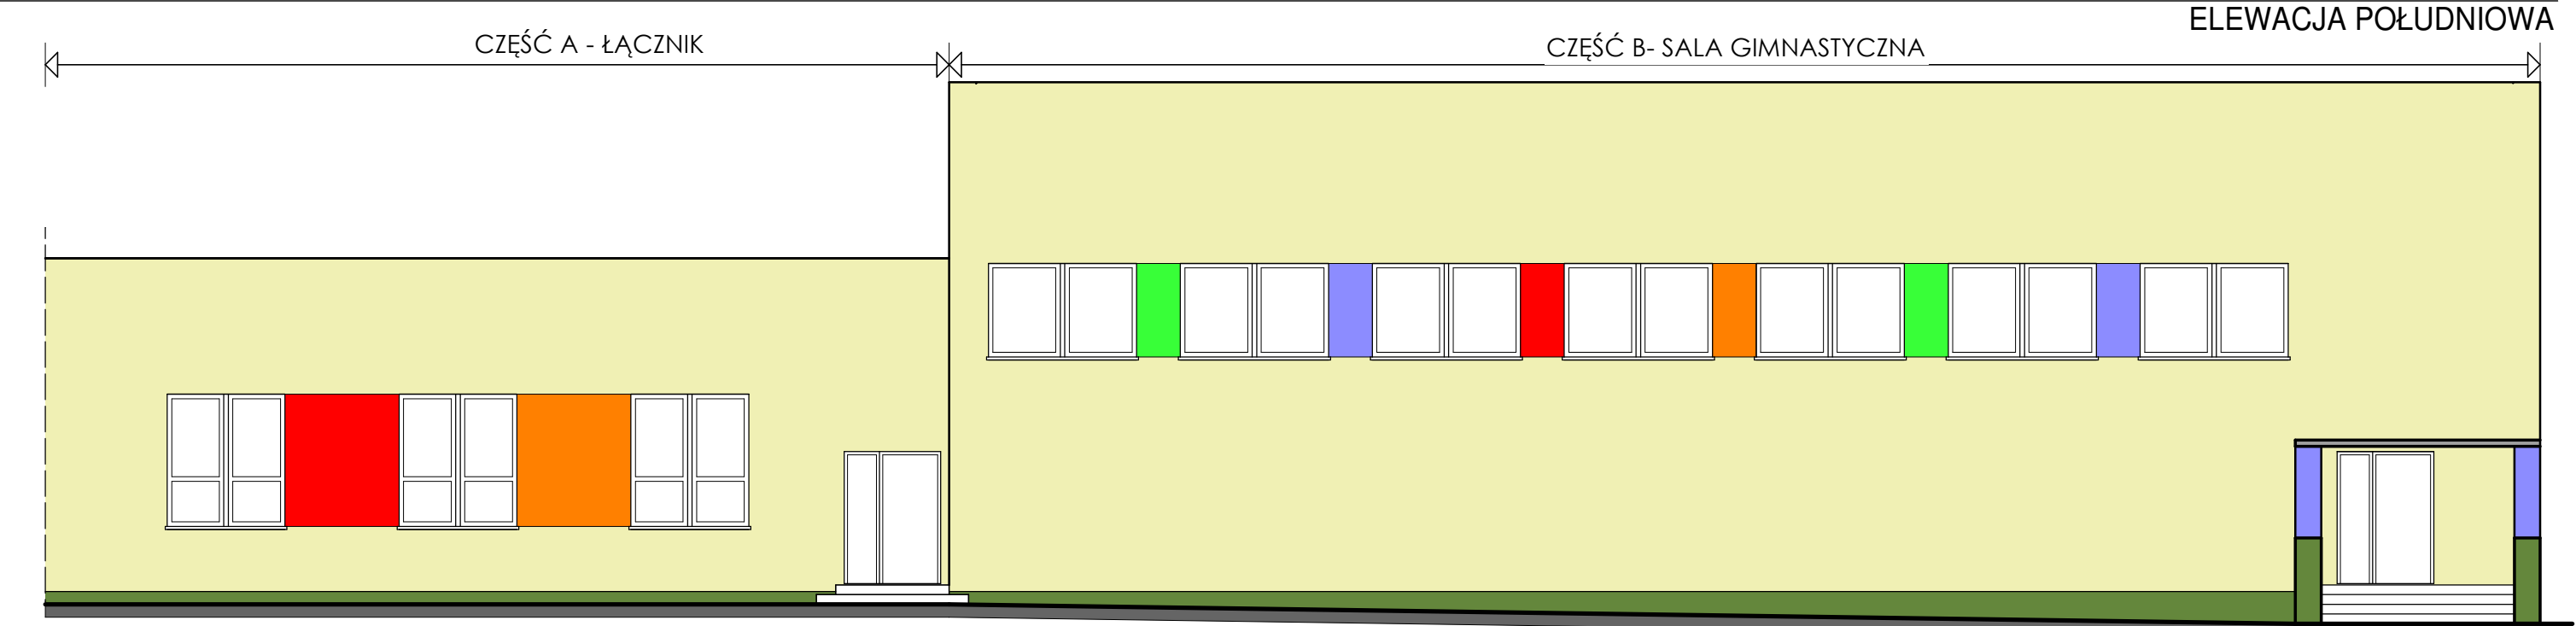 ELEWACJA POŁUDNIOWA
CZĘŚĆ A - ŁĄCZNIK
CZĘŚĆ B- SALA GIMNASTYCZNA